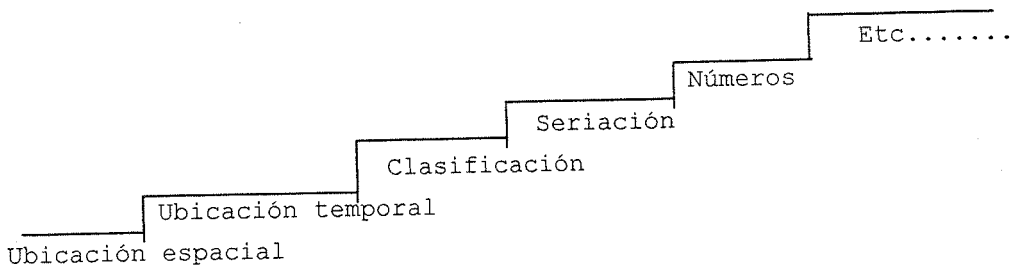 Etc.......
Números
Seriación
Clasificación
Ubicación temporal
Ubicación espacial